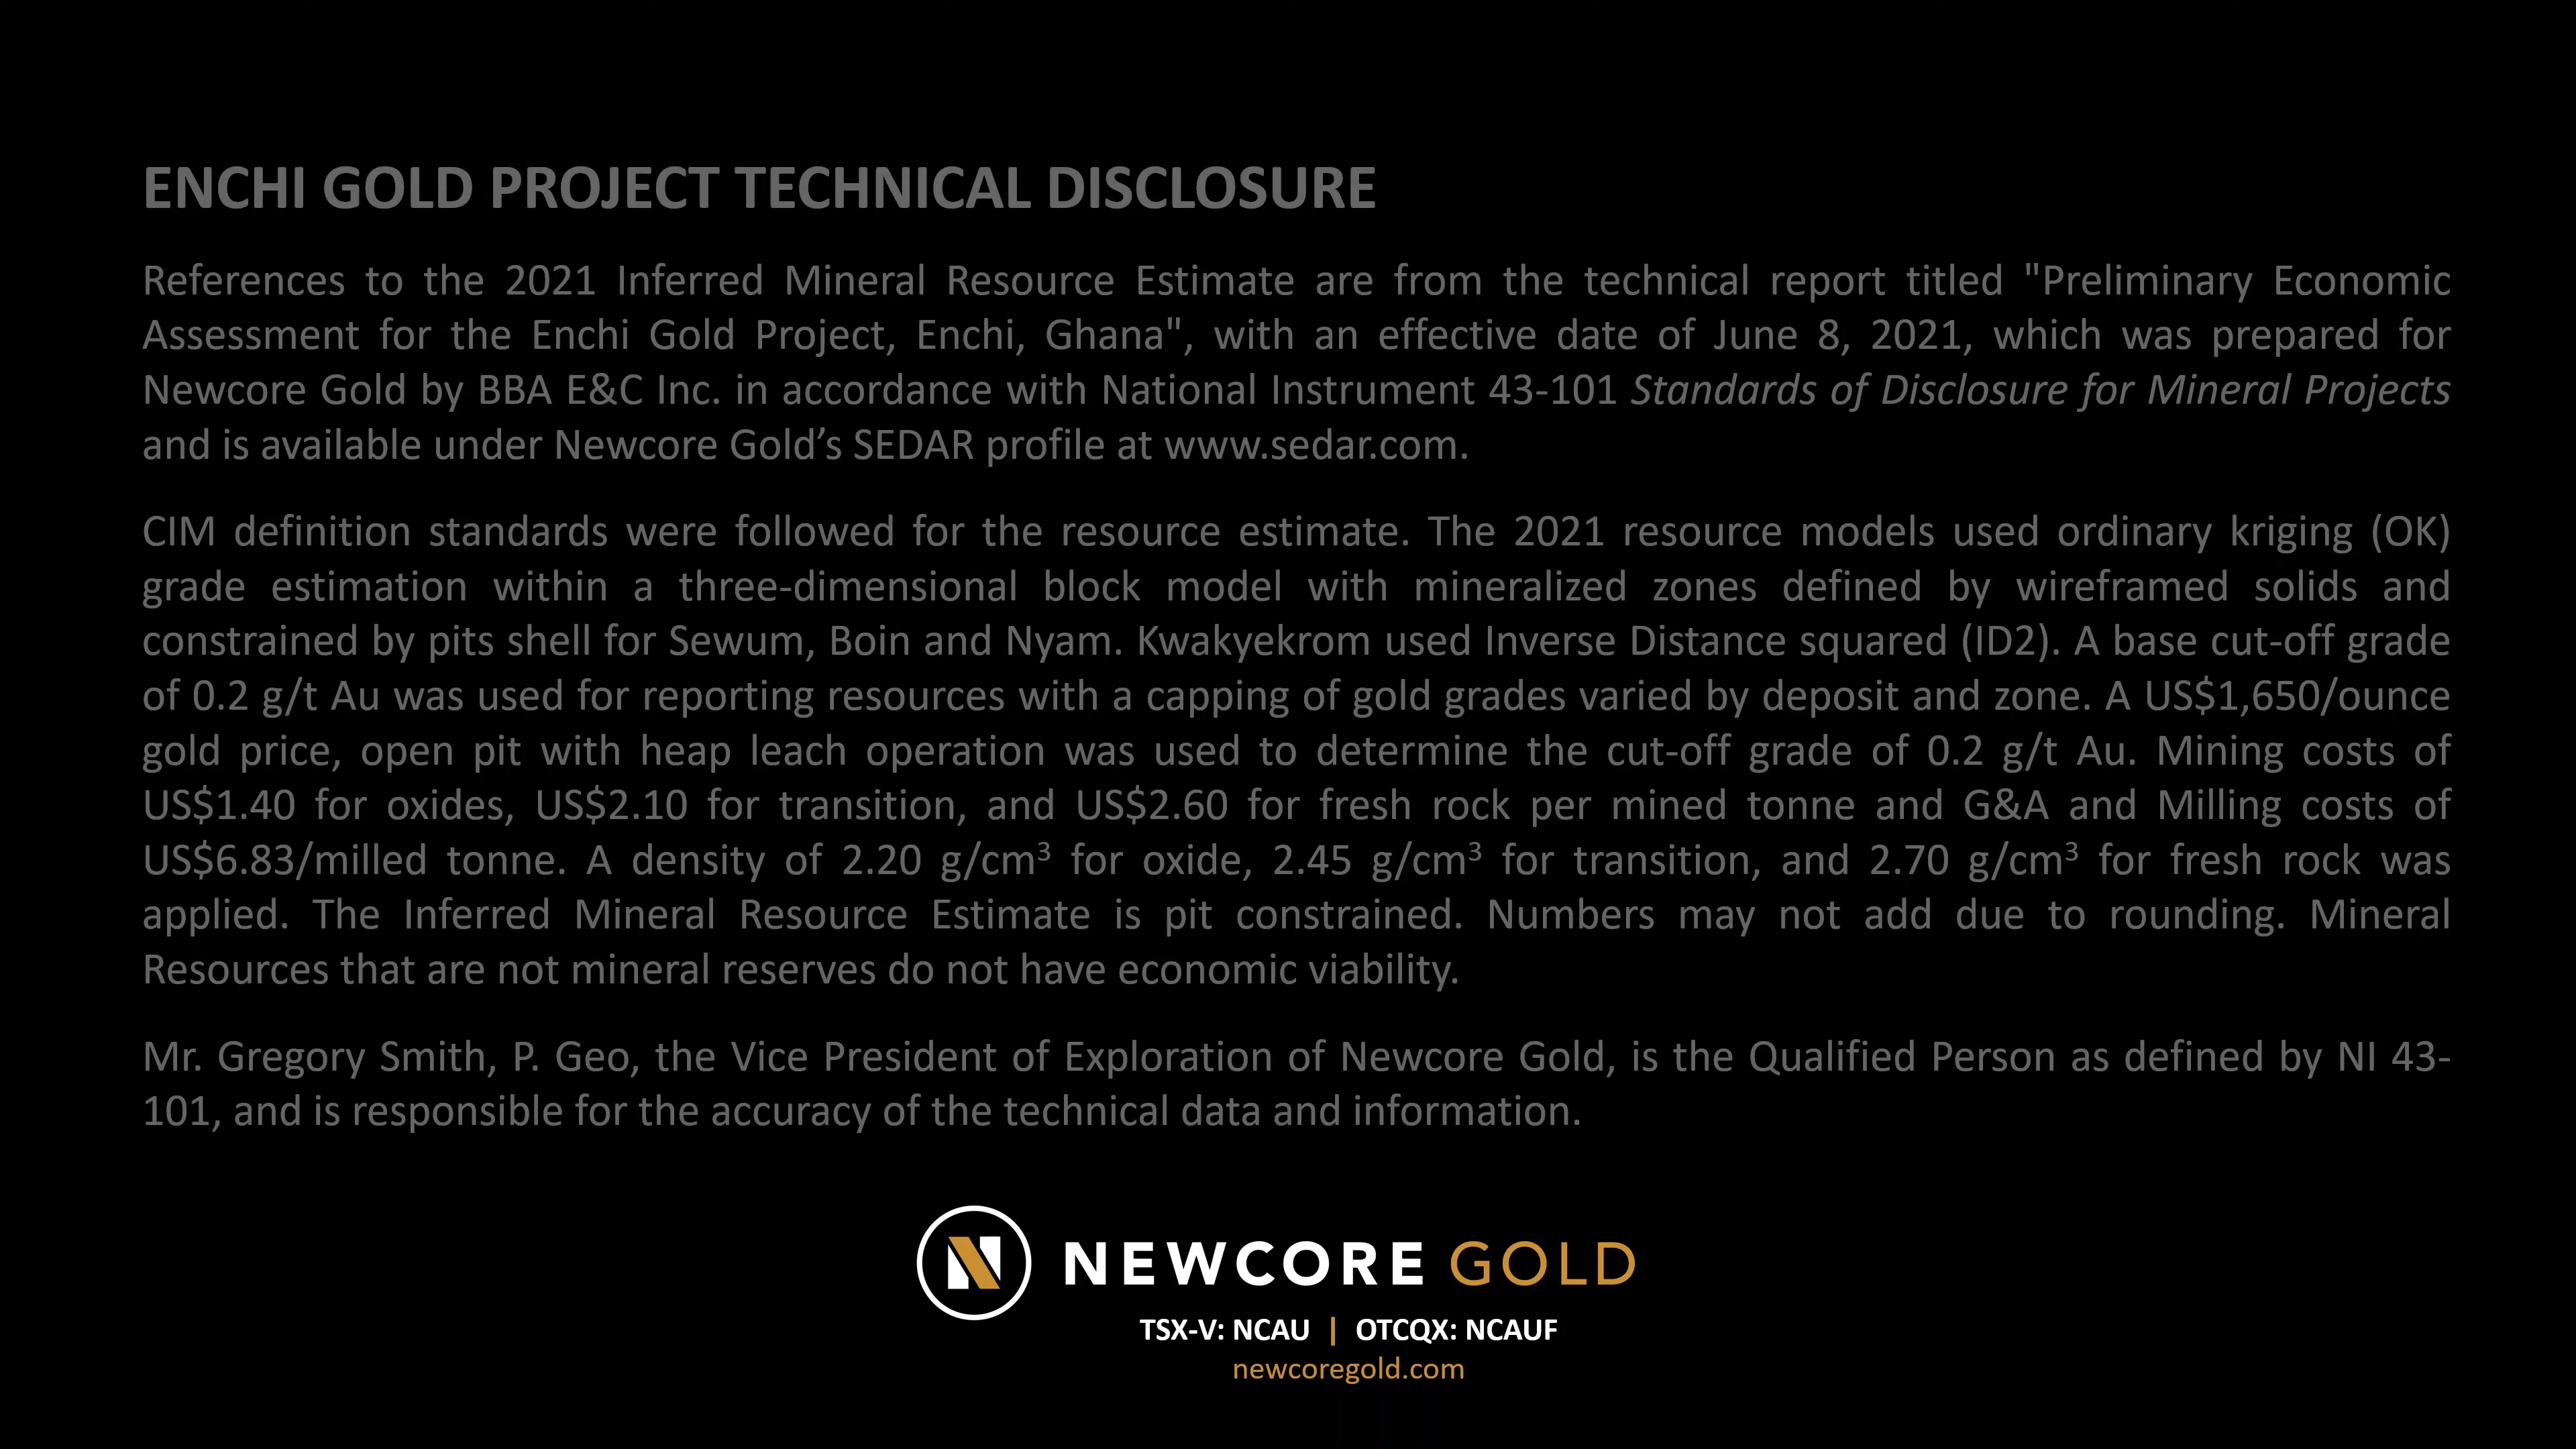 ENCHI GOLD PROJECT TECHNICAL DISCLOSURE
References to the 2021 Inferred Mineral Resource Estimate are from the technical report titled "Preliminary Economic
Assessment for the Enchi Gold Project, Enchi, Ghana", with an effective date of June 8, 2021, which was prepared for
Newcore Gold by BBA E&C Inc. in accordance with National Instrument 43-101 Standards of Disclosure for Mineral Projects
and is available under Newcore Gold’s SEDAR profile at www.sedar.com.
CIM definition standards were followed for the resource estimate. The 2021 resource models used ordinary kriging (OK)
grade estimation within a three-dimensional block model with mineralized zones defined by wireframed solids and
constrained by pits shell for Sewum, Boin and Nyam. Kwakyekrom used Inverse Distance squared (ID2). A base cut-off grade
of 0.2 g/t Au was used for reporting resources with a capping of gold grades varied by deposit and zone. A US$1,650/ounce
gold price, open pit with heap leach operation was used to determine the cut-off grade of 0.2 g/t Au. Mining costs of
US$1.40 for oxides, US$2.10 for transition, and US$2.60 for fresh rock per mined tonne and G&A and Milling costs of
US$6.83/milled tonne. A density of 2.20 g/cm³ for oxide, 2.45 g/cm³ for transition, and 2.70 g/cm³ for fresh rock was
applied. The Inferred Mineral Resource Estimate is pit constrained. Numbers may not add due to rounding. Mineral
Resources that are not mineral reserves do not have economic viability.
Mr. Gregory Smith, P. Geo, the Vice President of Exploration of Newcore Gold, is the Qualified Person as defined by NI 43-
101, and is responsible for the accuracy of the technical data and information.
NEWCORE GOLD
TSX-V: NCAU | OTCQX: NCAUF
newcoregold.com